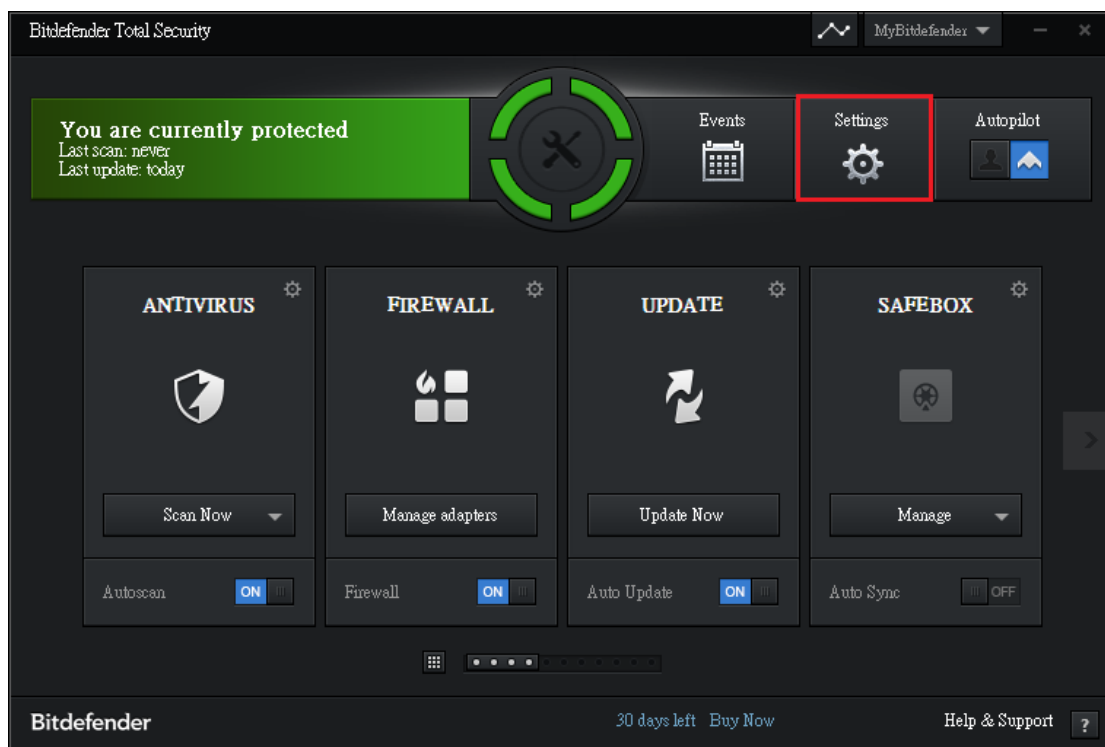 Bitdefender Total Security
MyBitdefender
Events
Settings
Autopilot
You are currently protected
Last scan: never
Last update: today
ANTIVIRUS
FIREWALL
UPDATE
SAFEBOX
Scan Now
Manage adapters
Update Now
Manage
Autoscan ON
Firewall ON
Auto Update ON
Auto Sync OFF
Bitdefender
30 days left Buy Now
Help & Support ?